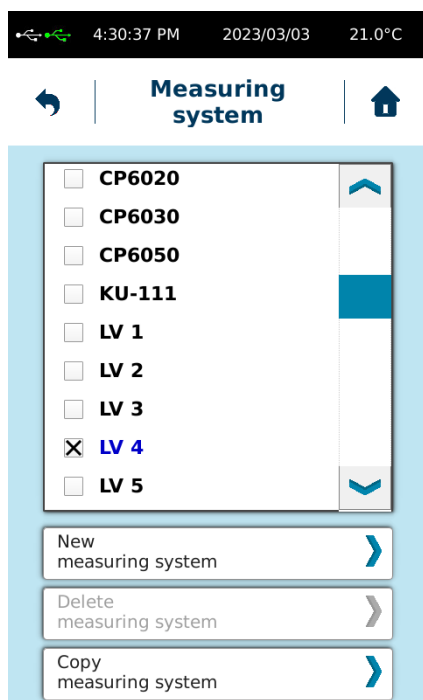 4:30:37 PM 2023/03/03 21.0°C
Measuring
system
CP6020
CP6030
CP6050
KU-111
LV 1
LV 2
LV 3
LV 4
LV 5
New
measuring system
Delete
measuring system
Copy
measuring system